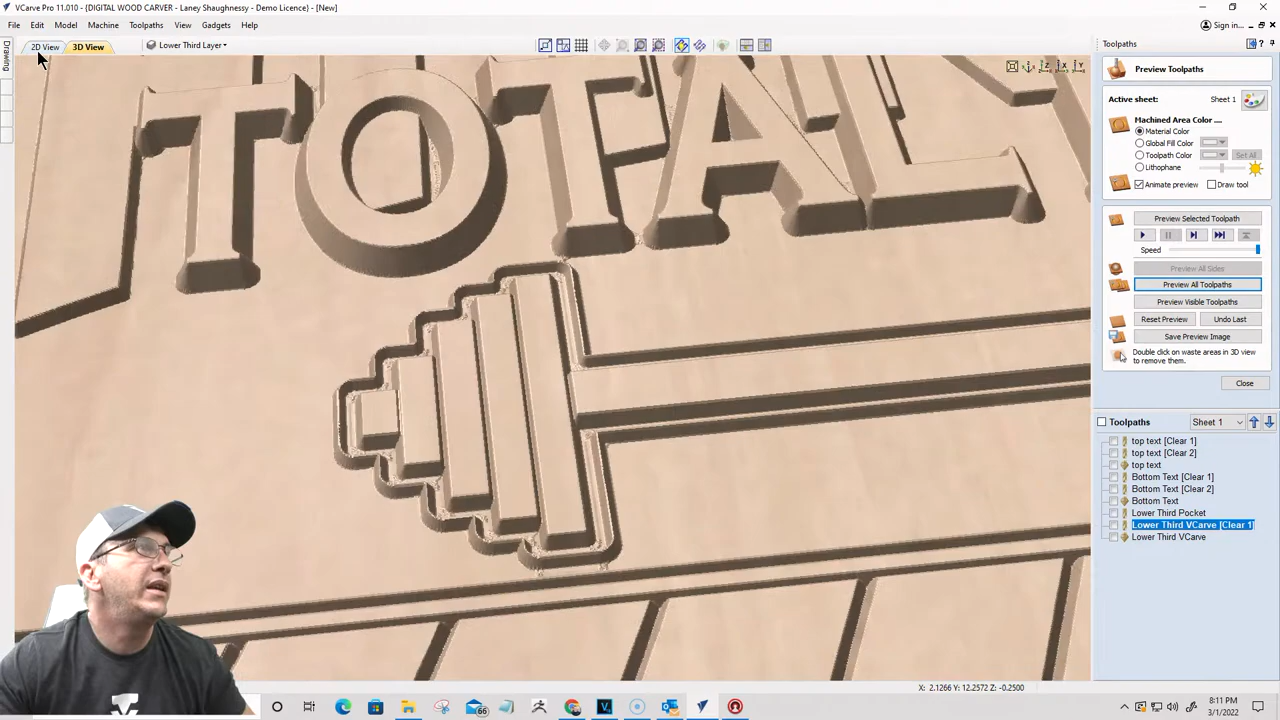 VCarve Pro 11.010 - {DIGITAL WOOD CARVER - Laney Shaughnessy - Demo Licence} - [New]
File Edit Model Machine Toolpaths View Gadgets Help
Sign in...
Drawing
2D View 3D View Lower Third Layer
Toolpaths
Preview Toolpaths
Active sheet: Sheet 1
Machined Area Color ....
Material Color
Global Fill Color
Toolpath Color Set All
Lithophane
Animate preview Draw tool
Preview Selected Toolpath
Speed
Preview All Sides
Preview All Toolpaths
Preview Visible Toolpaths
Reset Preview Undo Last
Save Preview Image
Double click on waste areas in 3D view
to remove them.
Close
Toolpaths Sheet 1
top text [Clear 1]
top text [Clear 2]
top text
Bottom Text [Clear 1]
Bottom Text [Clear 2]
Bottom Text
Lower Third Pocket
Lower Third VCarve [Clear 1]
Lower Third VCarve
TOTAL
X: 2.1266 Y: 12.2572 Z: -0.2500
66
8:11 PM
3/1/2022